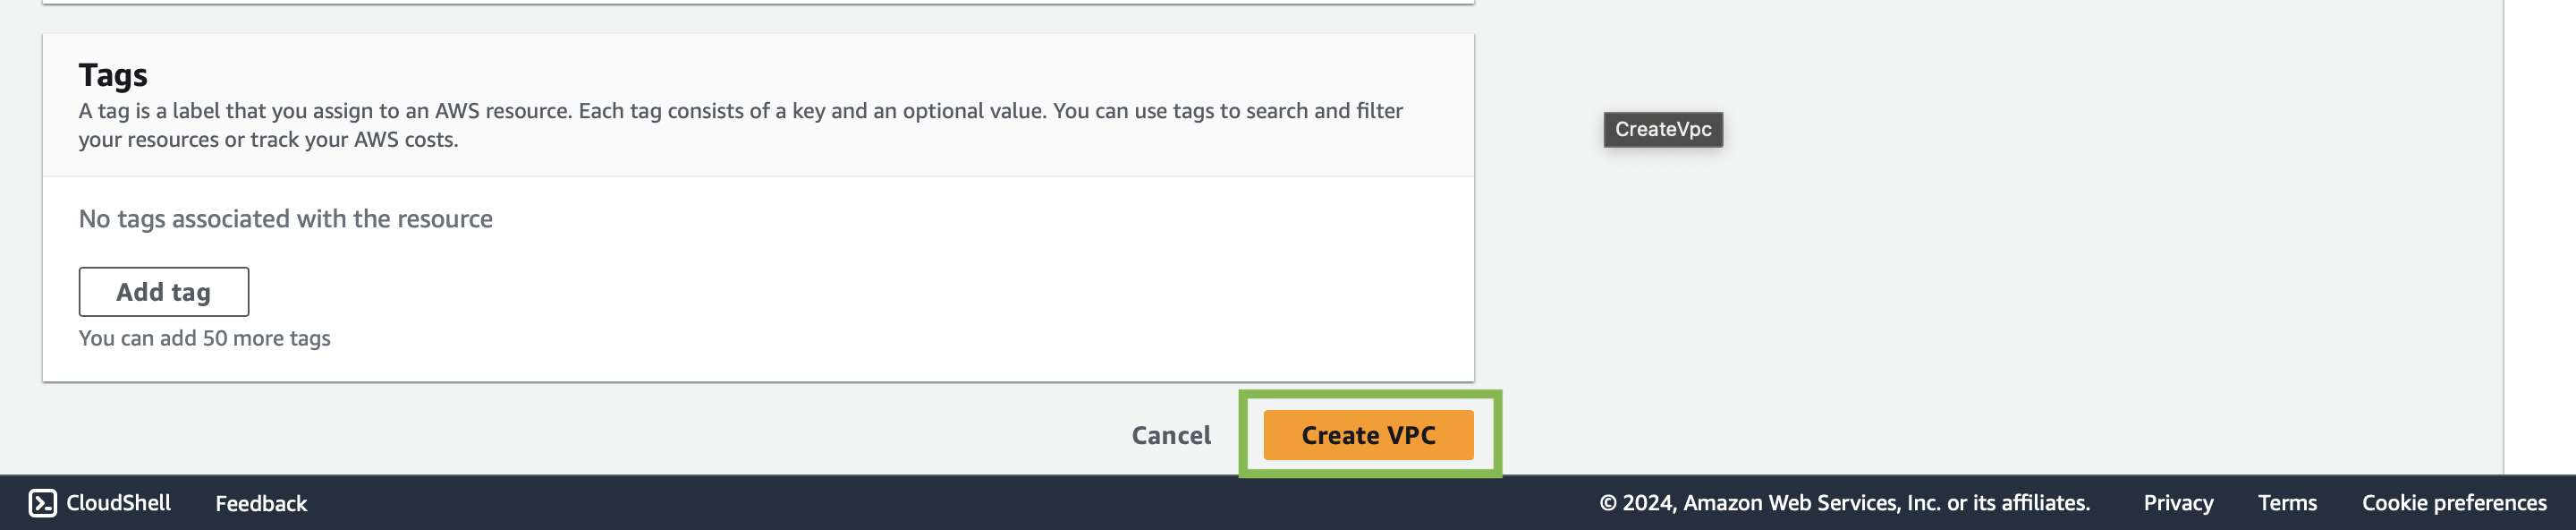 Tags
A tag is a label that you assign to an AWS resource. Each tag consists of a key and an optional value. You can use tags to search and filter
your resources or track your AWS costs.
CreateVpc
No tags associated with the resource
Add tag
You can add 50 more tags
Cancel
Create VPC
CloudShell
Feedback
© 2024, Amazon Web Services, Inc. or its affiliates.
Privacy
Terms
Cookie preferences